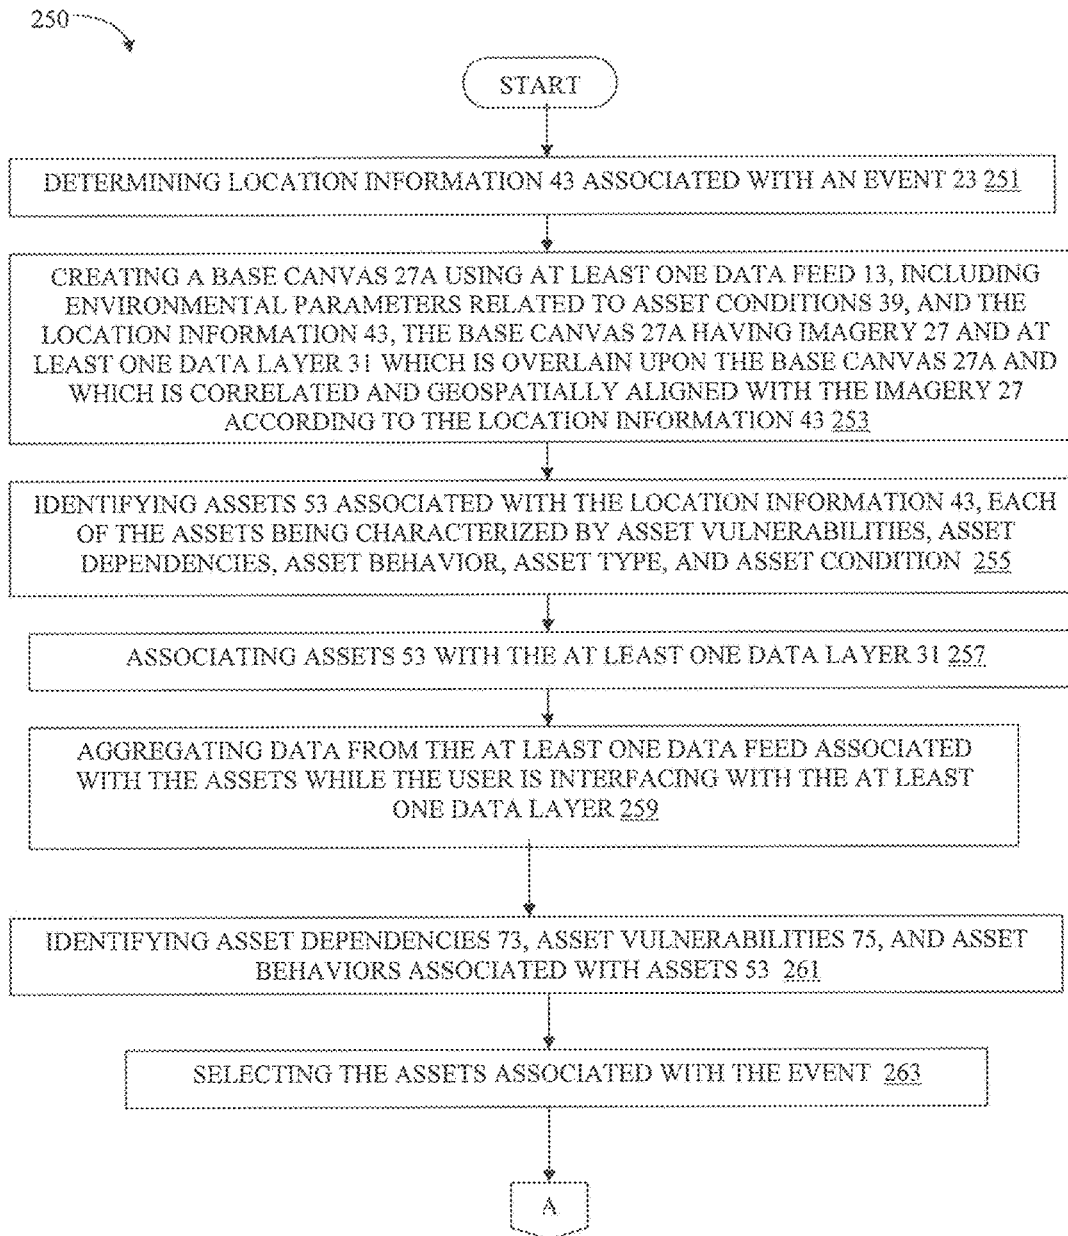 250
START
DETERMINING LOCATION INFORMATION 43 ASSOCIATED WITH AN EVENT 23 251
CREATING A BASE CANVAS 27A USING AT LEAST ONE DATA FEED 13, INCLUDING
ENVIRONMENTAL PARAMETERS RELATED TO ASSET CONDITIONS 39, AND THE
LOCATION INFORMATION 43, THE BASE CANVAS 27A HAVING IMAGERY 27 AND AT
LEAST ONE DATA LAYER 31 WHICH IS OVERLAIN UPON THE BASE CANVAS 27A AND
WHICH IS CORRELATED AND GEOSPATIALLY ALIGNED WITH THE IMAGERY 27
ACCORDING TO THE LOCATION INFORMATION 43 253
IDENTIFYING ASSETS 53 ASSOCIATED WITH THE LOCATION INFORMATION 43, EACH
OF THE ASSETS BEING CHARACTERIZED BY ASSET VULNERABILITIES, ASSET
DEPENDENCIES, ASSET BEHAVIOR, ASSET TYPE, AND ASSET CONDITION 255
ASSOCIATING ASSETS 53 WITH THE AT LEAST ONE DATA LAYER 31 257
AGGREGATING DATA FROM THE AT LEAST ONE DATA FEED ASSOCIATED
WITH THE ASSETS WHILE THE USER IS INTERFACING WITH THE AT LEAST
ONE DATA LAYER 259
IDENTIFYING ASSET DEPENDENCIES 73, ASSET VULNERABILITIES 75, AND ASSET
BEHAVIORS ASSOCIATED WITH ASSETS 53 261
SELECTING THE ASSETS ASSOCIATED WITH THE EVENT 263
A